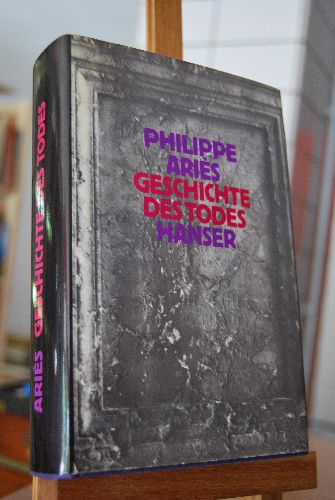 PHILIPPE
ARIÈS
GESCHICHTE
DES TODES
HANSER
ARIÈS GESCHICHTE DES TODES